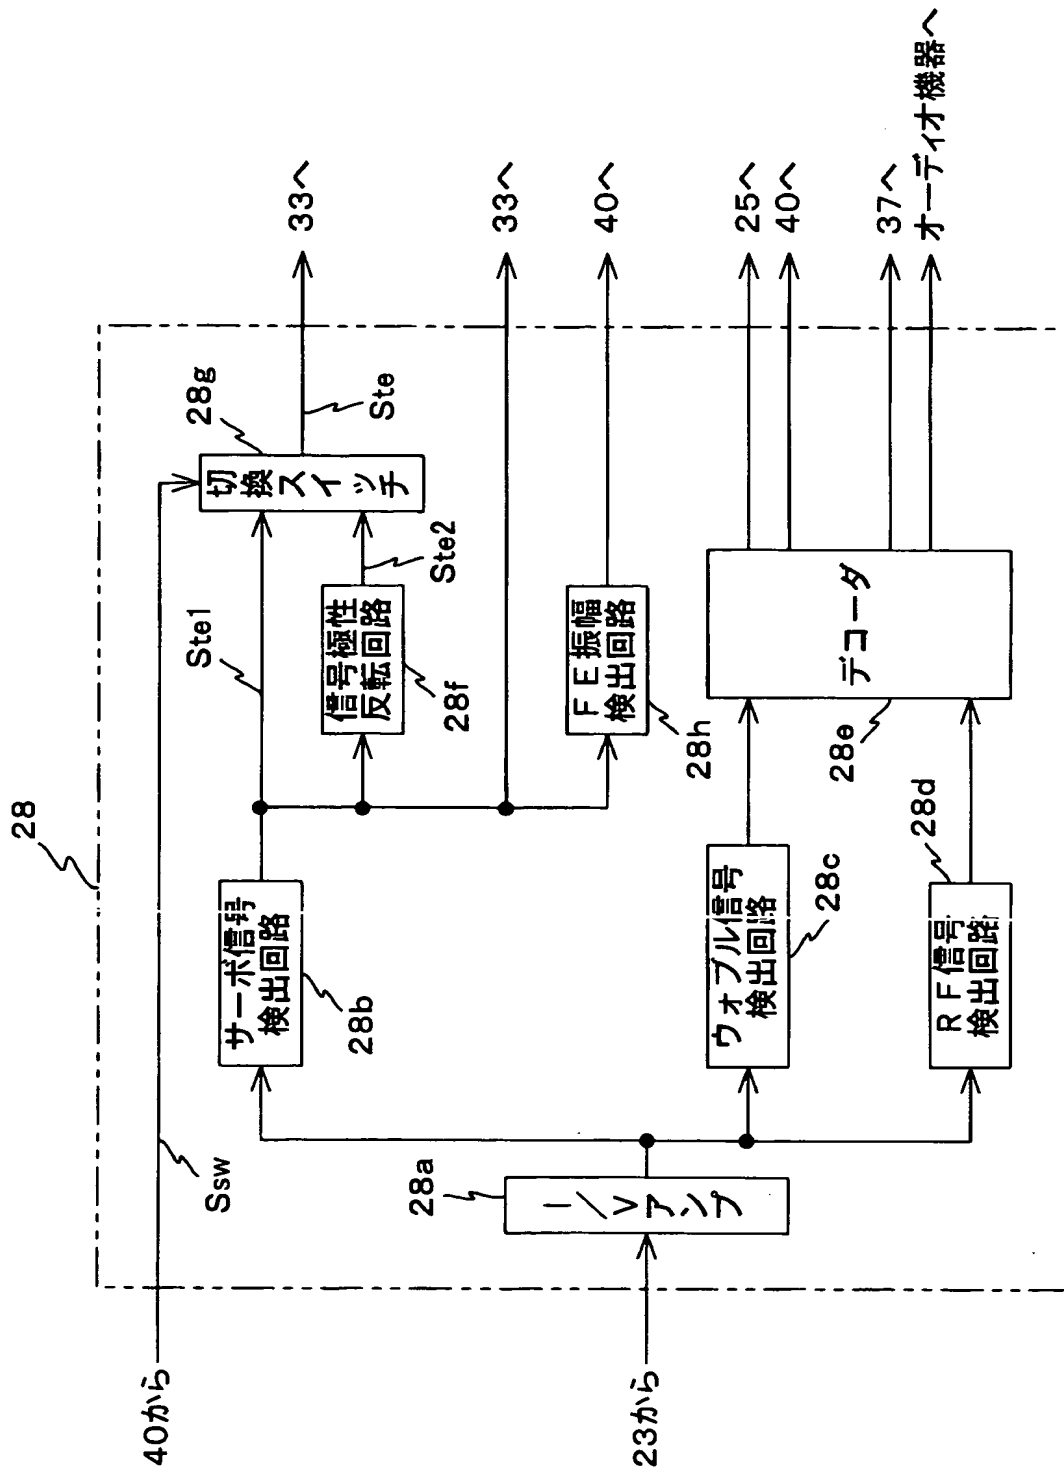 28
40から
Ssw
23から
28a
I/Vアンプ
サーボ信号
検出回路
28b
Ste1
信号極性
反転回路
28f
Ste2
切換スイッチ
28g
Ste
33へ
33へ
FE振幅
検出回路
28h
40へ
ウォブル信号
検出回路
28c
RF信号
検出回路
28d
デコーダ
28e
25へ
40へ
37へ
オーディオ機器へ